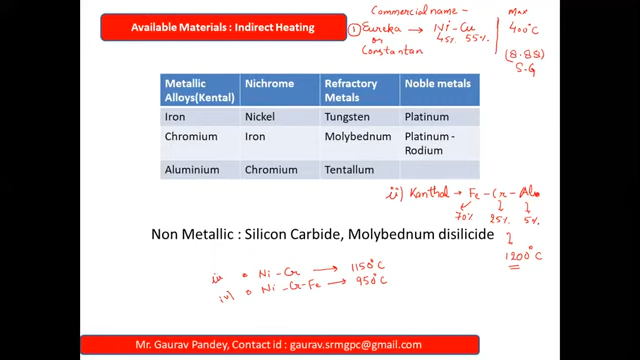 Available Materials : Indirect Heating
Commercial name -
① Eureka → Ni - Cu
or
Constantan
45% 55%
Max
400°C
(8.88)
S.G
Metallic Alloys(Kental) Nichrome Refractory Metals Noble metals
Iron Nickel Tungsten Platinum
Chromium Iron Molybednum Platinum - Rodium
Aluminium Chromium Tentallum
ii) Kanthal → Fe - Cr - Al
70% 25% 5%
1200°C
Non Metallic : Silicon Carbide, Molybednum disilicide
iii Ni - Cr → 1150°C
iv) Ni - Cr - Fe → 950°C
Mr. Gaurav Pandey, Contact id : gaurav.srmgpc@gmail.com